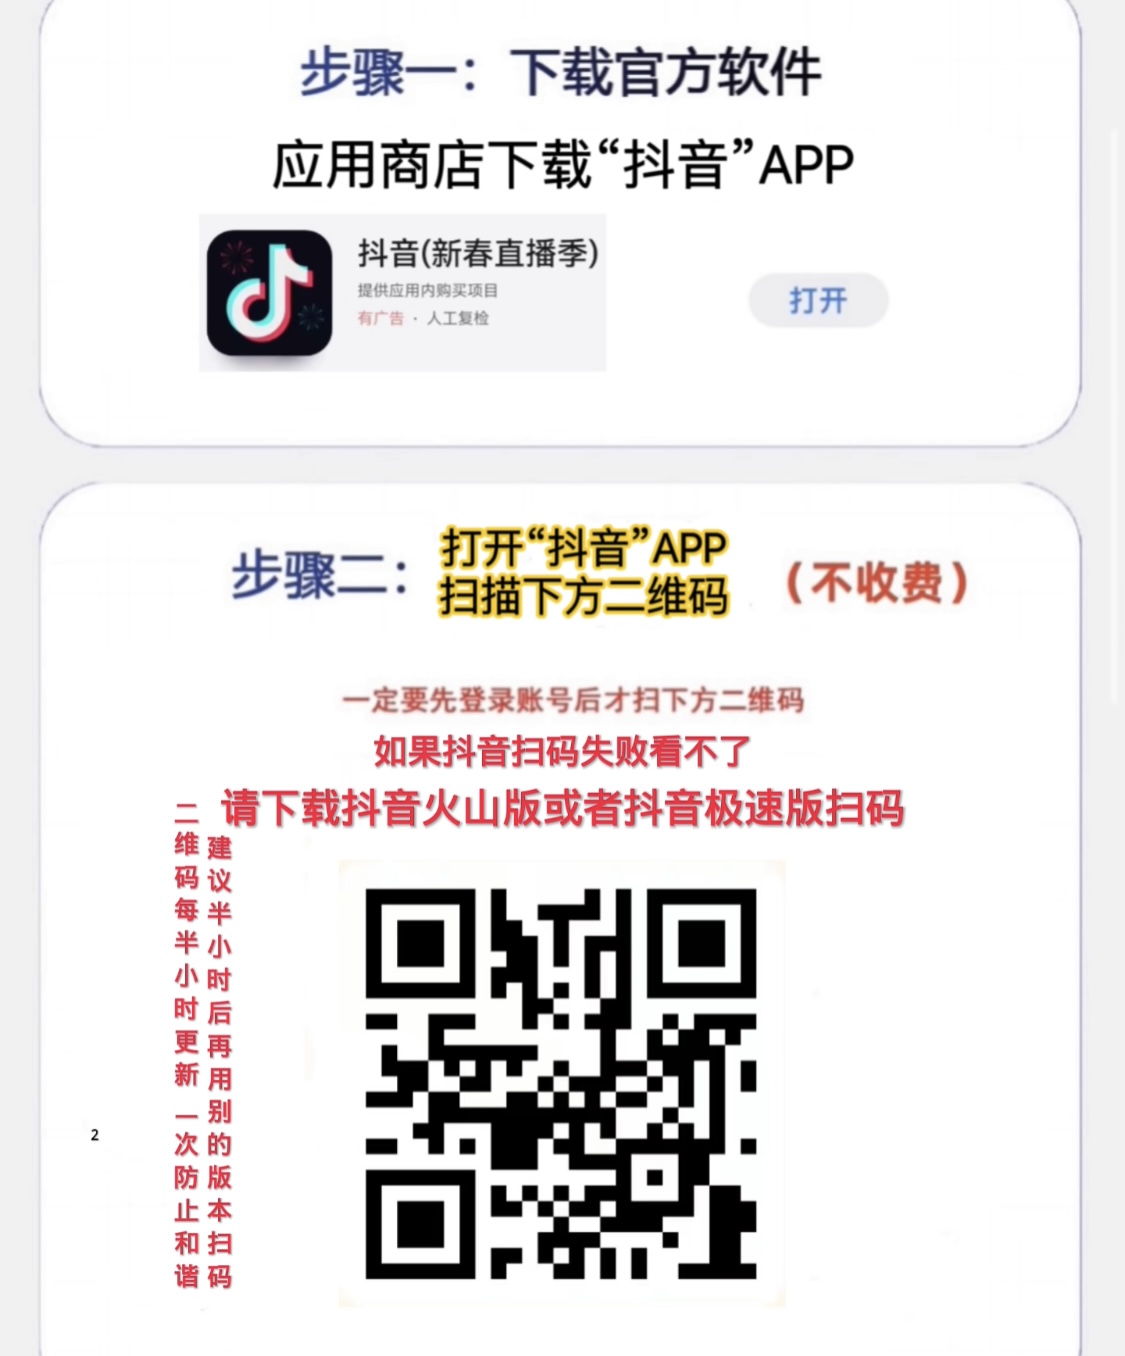 步骤一：下载官方软件
应用商店下载“抖音”APP
抖音(新春直播季)
提供应用内购买项目
有广告 · 人工复检
打开
步骤二：
打开“抖音”APP
扫描下方二维码
（不收费）
一定要先登录账号后才扫下方二维码
如果抖音扫码失败看不了
请下载抖音火山版或者抖音极速版扫码
二维码每半小时更新一次防止和谐
建议半小时后再用别的版本扫码
2